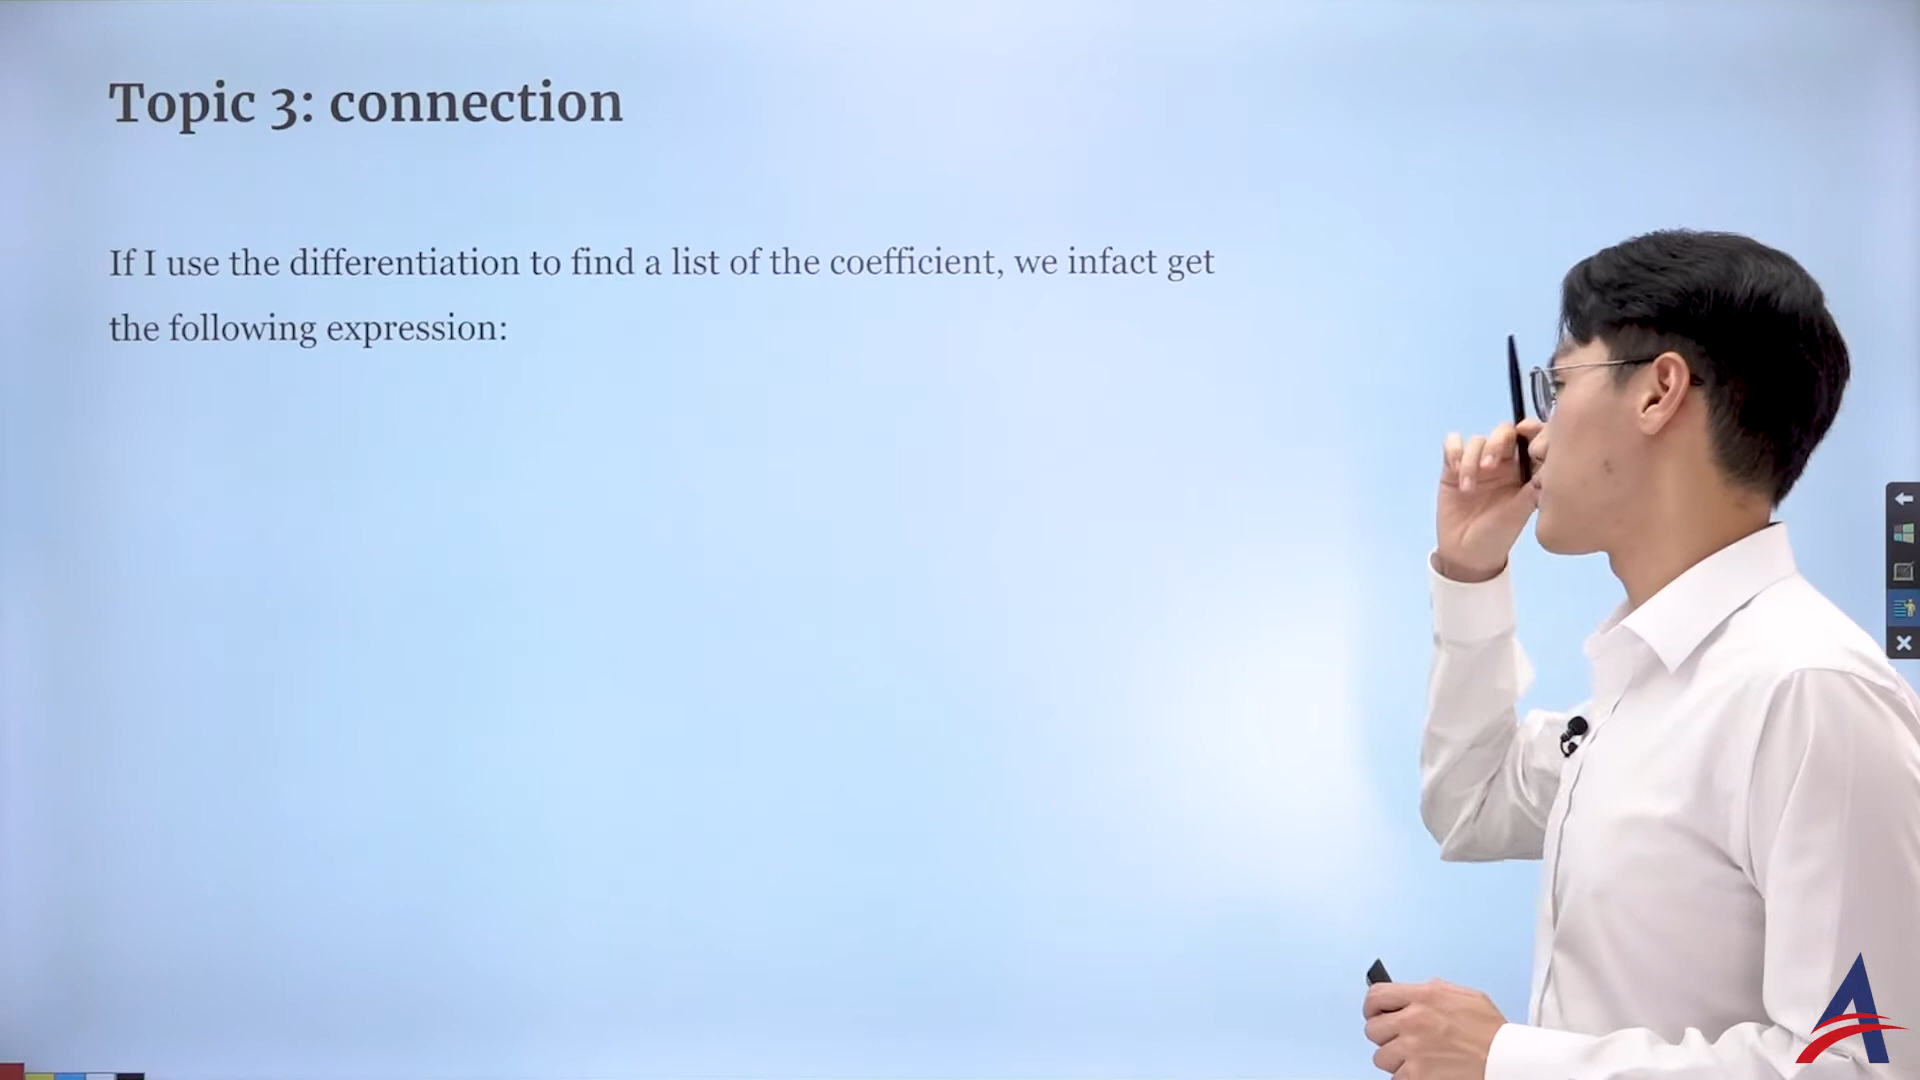 Topic 3: connection
If I use the differentiation to find a list of the coefficient, we infact get
the following expression: